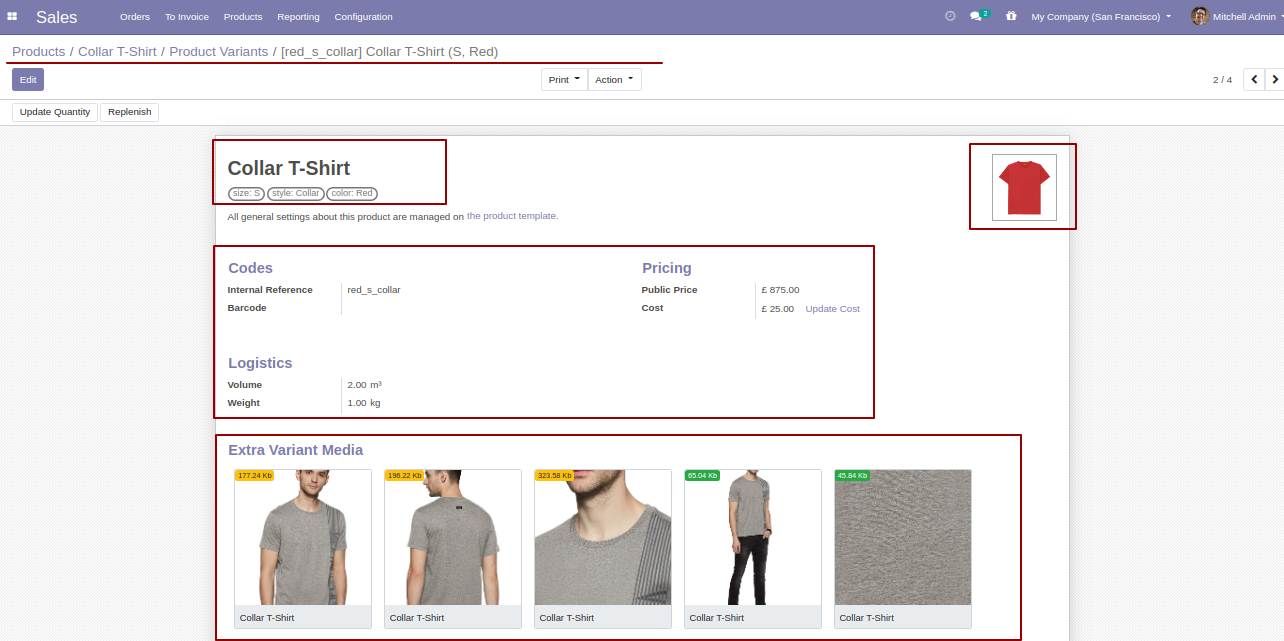 Sales Orders To Invoice Products Reporting Configuration 2 My Company (San Francisco) Mitchell Admin
Products / Collar T-Shirt / Product Variants / [red_s_collar] Collar T-Shirt (S, Red)
Edit Print Action 2 / 4
Update Quantity Replenish
Collar T-Shirt
size: S style: Collar color: Red
All general settings about this product are managed on the product template.
Codes Pricing
Internal Reference red_s_collar Public Price £ 875.00
Barcode Cost £ 25.00 Update Cost
Logistics
Volume 2.00 m³
Weight 1.00 kg
Extra Variant Media
177.24 Kb 196.22 Kb 323.58 Kb 65.04 Kb 45.84 Kb
Collar T-Shirt Collar T-Shirt Collar T-Shirt Collar T-Shirt Collar T-Shirt